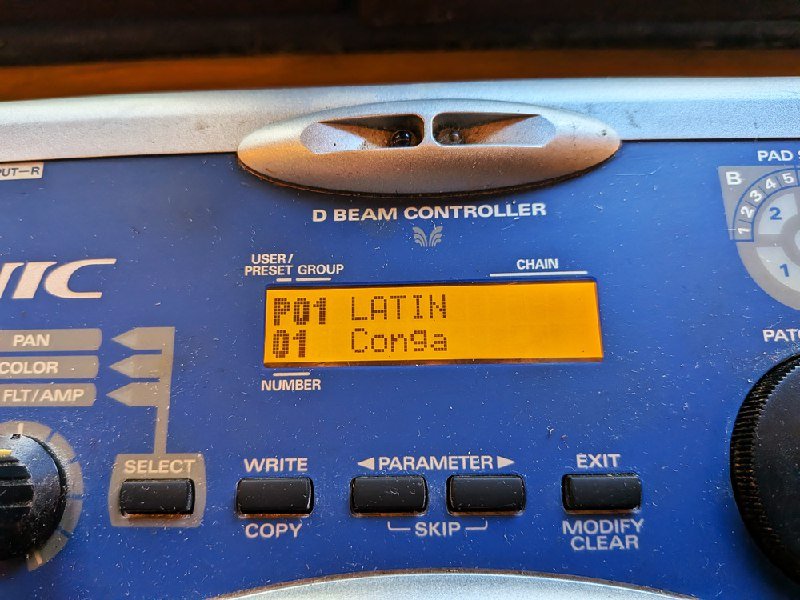 PUT—R
D BEAM CONTROLLER
PAD
B
1 2 3 4 5
2
1
USER/
PRESET GROUP
CHAIN
NIC
P01 LATIN
01 Conga
NUMBER
PAN
COLOR
FLT/AMP
PATC
SELECT
WRITE
PARAMETER
EXIT
COPY
SKIP
MODIFY
CLEAR